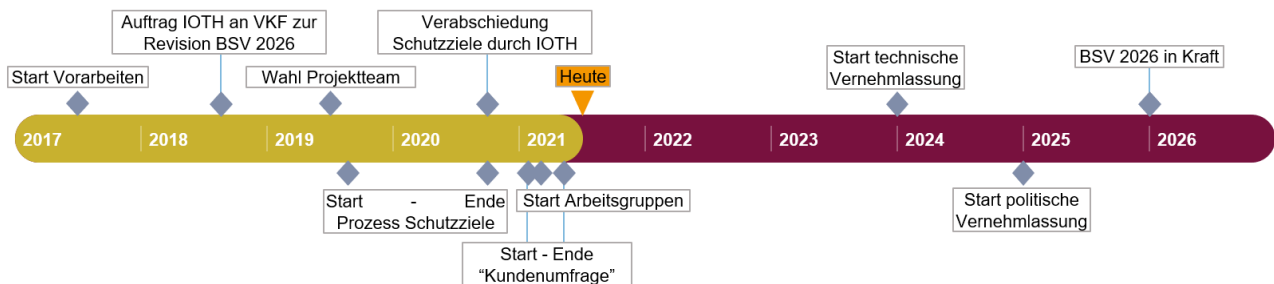 Auftrag IOTH an VKF zur
Revision BSV 2026
Verabschiedung
Schutzziele durch IOTH
Start Vorarbeiten
Wahl Projektteam
Heute
Start technische
Vernehmlassung
BSV 2026 in Kraft
2017 2018 2019 2020 2021 2022 2023 2024 2025 2026
Start - Ende
Prozess Schutzziele
Start Arbeitsgruppen
Start politische
Vernehmlassung
Start - Ende
“Kundenumfrage”